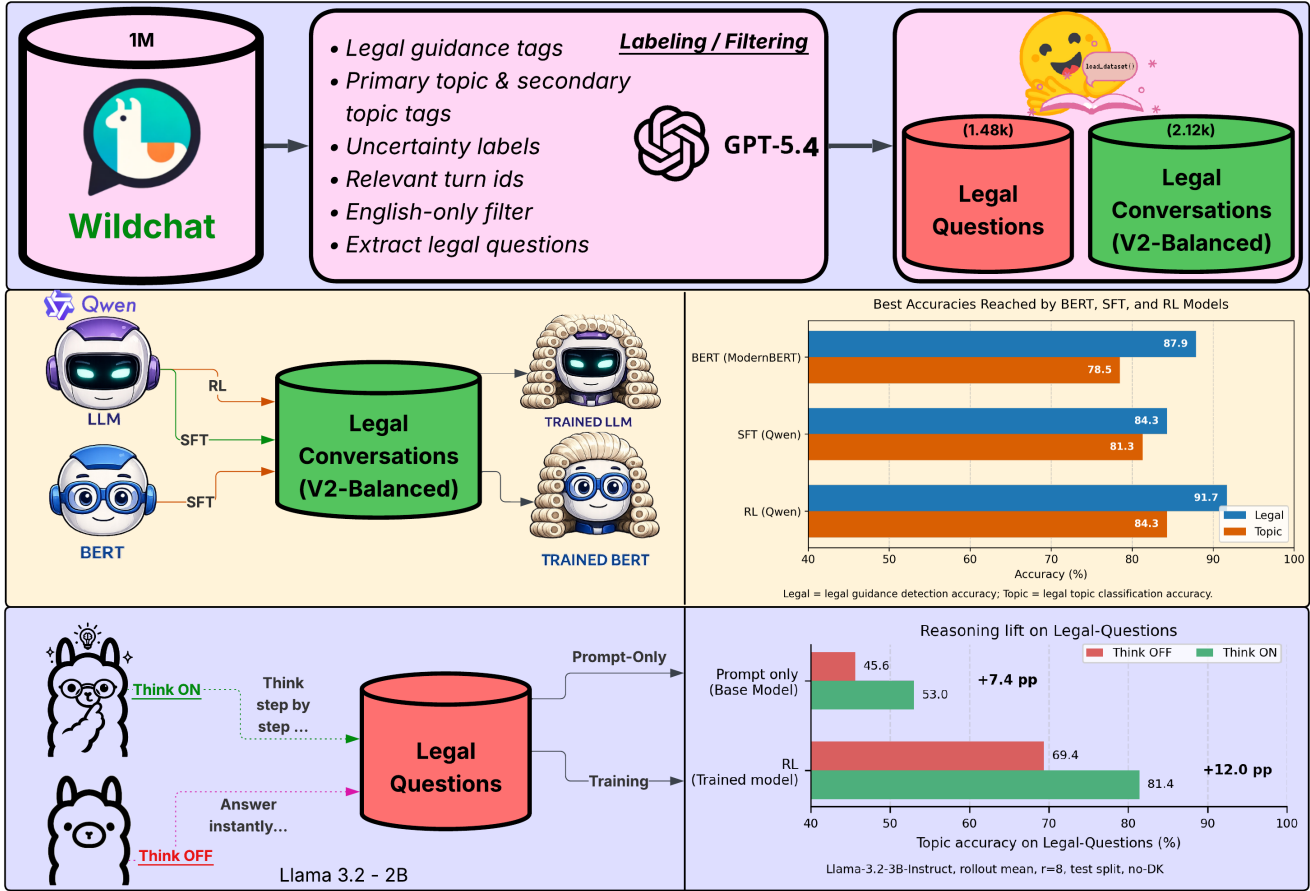 1M
Wildchat
• Legal guidance tags
• Primary topic & secondary
topic tags
• Uncertainty labels
• Relevant turn ids
• English-only filter
• Extract legal questions
Labeling / Filtering
GPT-5.4
load_dataset()
(1.48k)
Legal
Questions
(2.12k)
Legal
Conversations
(V2-Balanced)
Qwen
LLM
RL
SFT
BERT
SFT
Legal
Conversations
(V2-Balanced)
TRAINED LLM
TRAINED BERT
Best Accuracies Reached by BERT, SFT, and RL Models
BERT (ModernBERT)
87.9
78.5
SFT (Qwen)
84.3
81.3
RL (Qwen)
91.7
84.3
Legal
Topic
40 50 60 70 80 90 100
Accuracy (%)
Legal = legal guidance detection accuracy; Topic = legal topic classification accuracy.
Think ON
Think
step by
step ...
Think OFF
Answer
instantly...
Legal
Questions
Prompt-Only
Training
Llama 3.2 - 2B
Reasoning lift on Legal-Questions
Think OFF Think ON
Prompt only
(Base Model)
45.6
53.0
+7.4 pp
RL
(Trained model)
69.4
81.4
+12.0 pp
40 50 60 70 80 90 100
Topic accuracy on Legal-Questions (%)
Llama-3.2-3B-Instruct, rollout mean, r=8, test split, no-DK